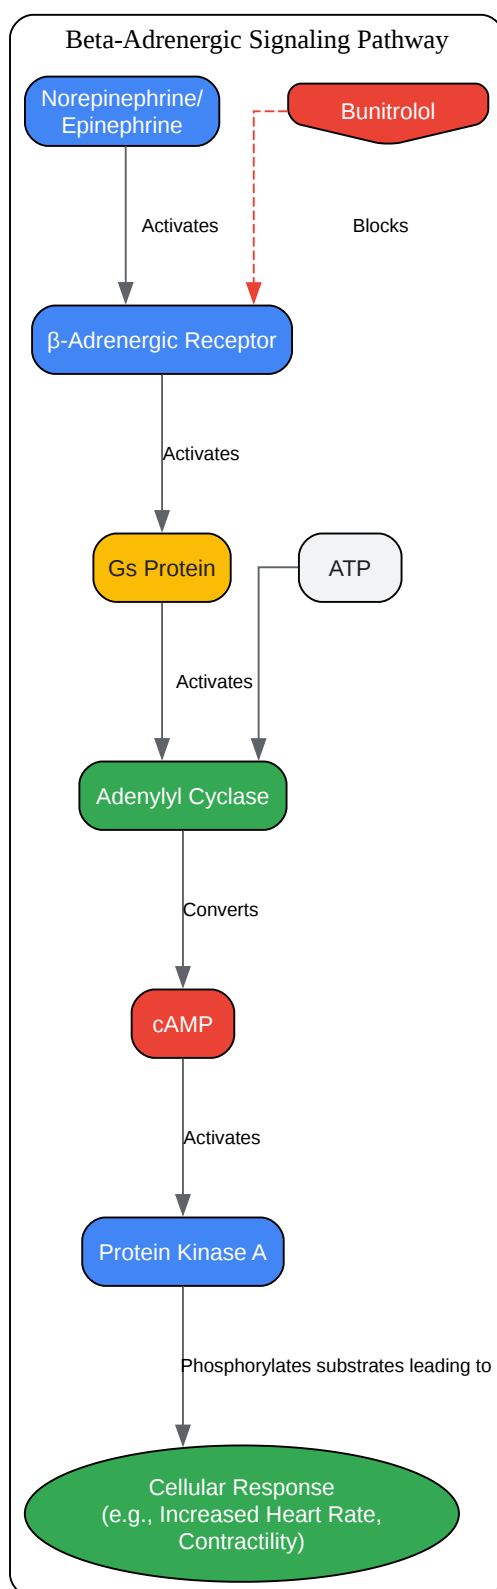 Beta-Adrenergic Signaling Pathway
Norepinephrine/
Epinephrine
Bunitrolol
Activates
Blocks
β-Adrenergic Receptor
Activates
Gs Protein
ATP
Activates
Adenylyl Cyclase
Converts
cAMP
Activates
Protein Kinase A
Phosphorylates substrates leading to
Cellular Response
(e.g., Increased Heart Rate,
Contractility)